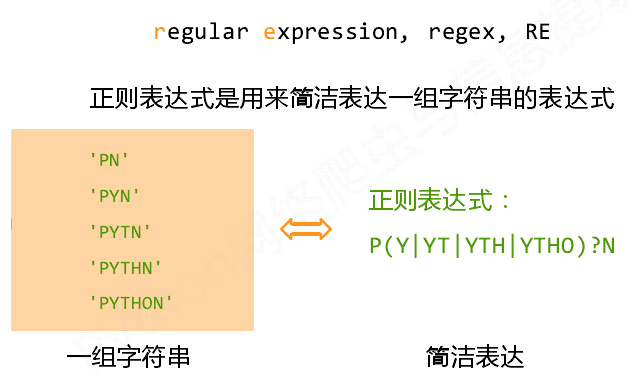 regular expression, regex, RE
正则表达式是用来简洁表达一组字符串的表达式
'PN'
'PYN'
'PYTN'
'PYTHN'
'PYTHON'
正则表达式：
P(Y|YT|YTH|YTHO)?N
一组字符串
简洁表达